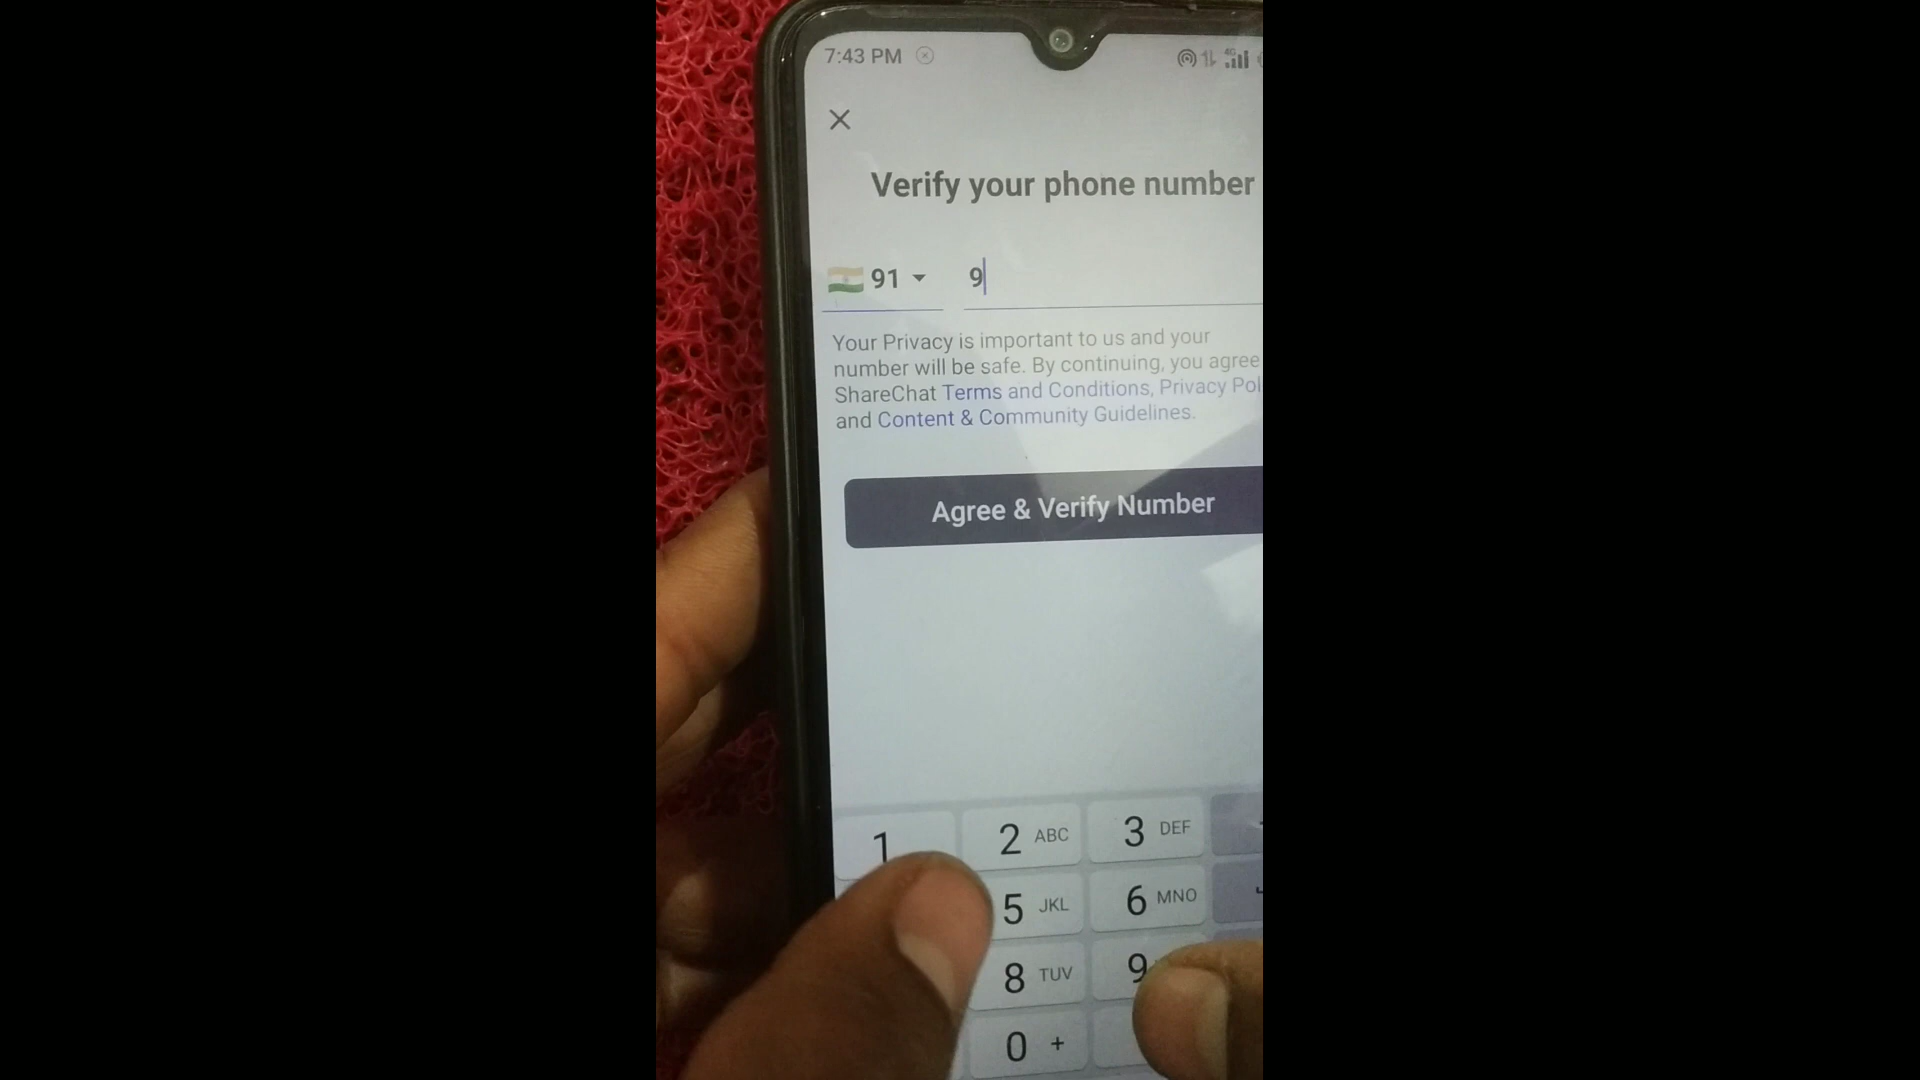 7:43 PM
4G
Verify your phone number
91 9
Your Privacy is important to us and your
number will be safe. By continuing, you agree
ShareChat Terms and Conditions, Privacy Pol
and Content & Community Guidelines.
Agree & Verify Number
1 2 ABC 3 DEF
5 JKL 6 MNO
8 TUV 9
0 +